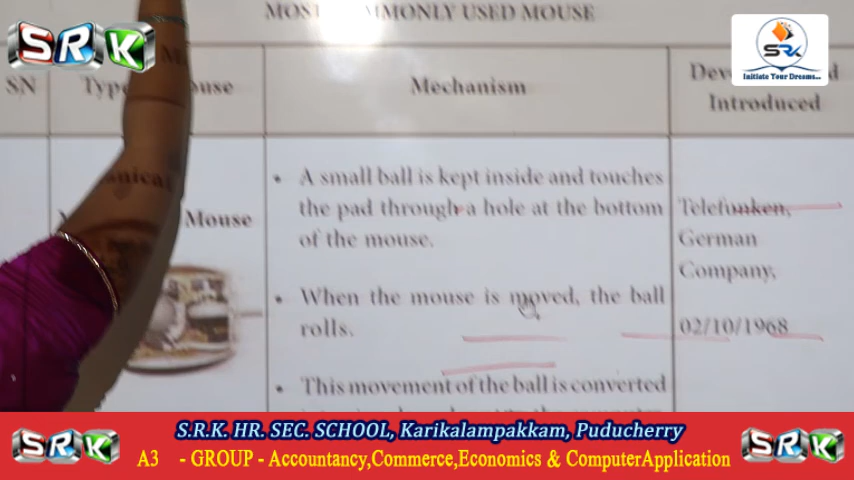 MOST COMMONLY USED MOUSE
SRK
SRK
Initiate Your Dreams...
SN
Mechanism
Introduced
Mouse
• A small ball is kept inside and touches
the pad through a hole at the bottom
of the mouse.
• When the mouse is moved, the ball
rolls.
• This movement of the ball is converted
Telefunken,
German
Company,
02/10/1968
SRK
S.R.K. HR. SEC. SCHOOL, Karikalampakkam, Puducherry
A3 - GROUP - Accountancy,Commerce,Economics & ComputerApplication
SRK